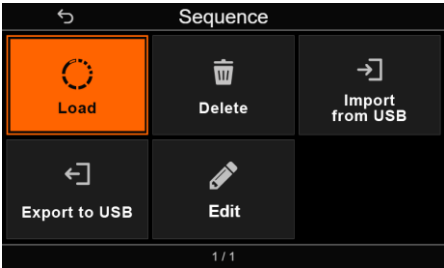 Sequence
Load
Delete
Import
from USB
Export to USB
Edit
1 / 1